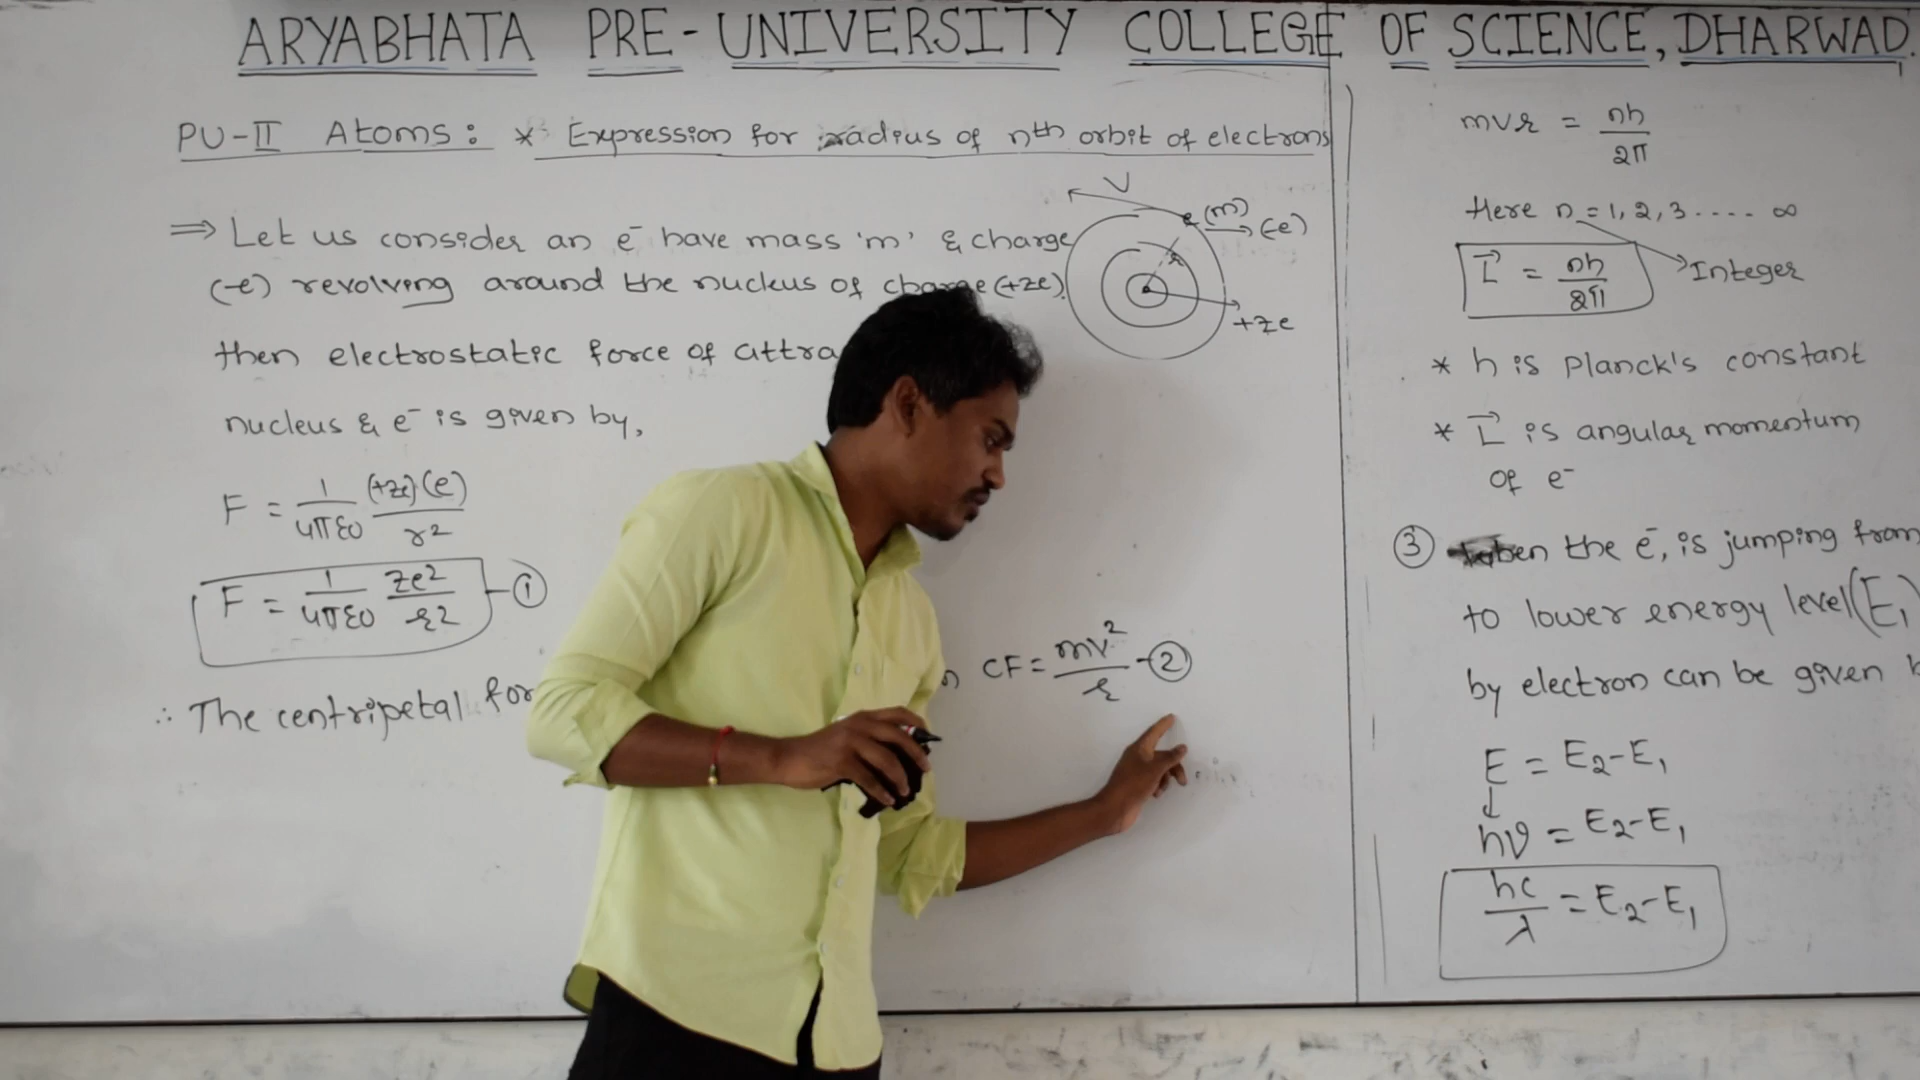 ARYABHATA PRE-UNIVERSITY COLLEGE OF SCIENCE, DHARWAD.
PU-II Atoms: * Expression for radius of nth orbit of electrons
⇒ Let us consider an e⁻ have mass 'm' & charge
(-e) revolving around the nucleus of charge (+ze).
then electrostatic force of attra
nucleus & e⁻ is given by,
F = 1/4πε0 (+ze)(e)/r²
F = 1/4πε0 ze²/r² - ①
∴ The centripetal for
CF = mv²/r - ②
V
e (m)
(-e)
r
+ze
mvr = nh/2π
Here n = 1, 2, 3 .... ∞
L⃗ = nh/2π
Integer
* h is Planck's constant
* L⃗ is angular momentum
of e⁻
③ the e⁻, is jumping from
to lower energy level (E₁)
by electron can be given
E = E₂-E₁
↓
hν = E₂-E₁
hc/λ = E₂-E₁